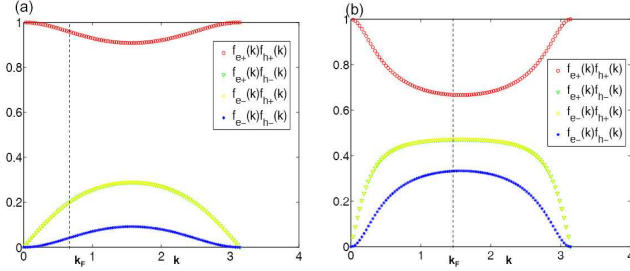 (a)
1
0.8
0.6
0.4
0.2
0
0
k_F
1
k
2
3
4
f_{e+}(k)f_{h+}(k)
f_{e+}(k)f_{h-}(k)
f_{e-}(k)f_{h+}(k)
f_{e-}(k)f_{h-}(k)
(b)
1
0.8
0.6
0.4
0.2
0
0
1
k_F
k
2
3
4
f_{e+}(k)f_{h+}(k)
f_{e+}(k)f_{h-}(k)
f_{e-}(k)f_{h+}(k)
f_{e-}(k)f_{h-}(k)